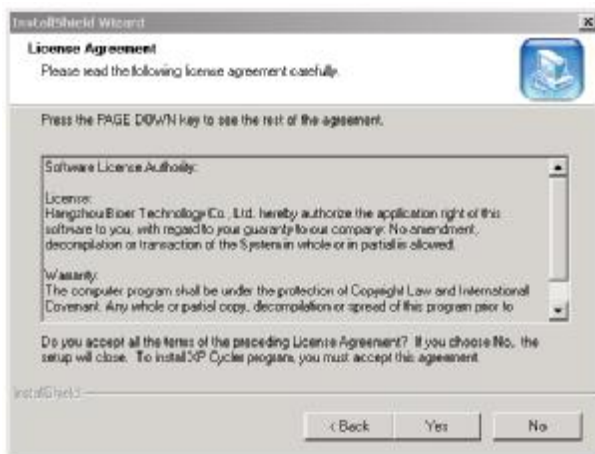 InstallShield Wizard
License Agreement
Please read the following license agreement carefully.
Press the PAGE DOWN key to see the rest of the agreement.
Software License Authority:
License:
Hangzhou Bioer Technology Co., Ltd. hereby authorize the application right of this
software to you, with regard to your guaranty to our company: No amendment,
decompilation or transaction of the System in whole or in partial is allowed.
Warranty:
The computer program shall be under the protection of Copyright Law and International
Covenant. Any whole or partial copy, decompilation or spread of this program prior to
Do you accept all the terms of the preceding License Agreement? If you choose No, the
setup will close. To install XP Cycler program, you must accept this agreement.
InstallShield
< Back
Yes
No